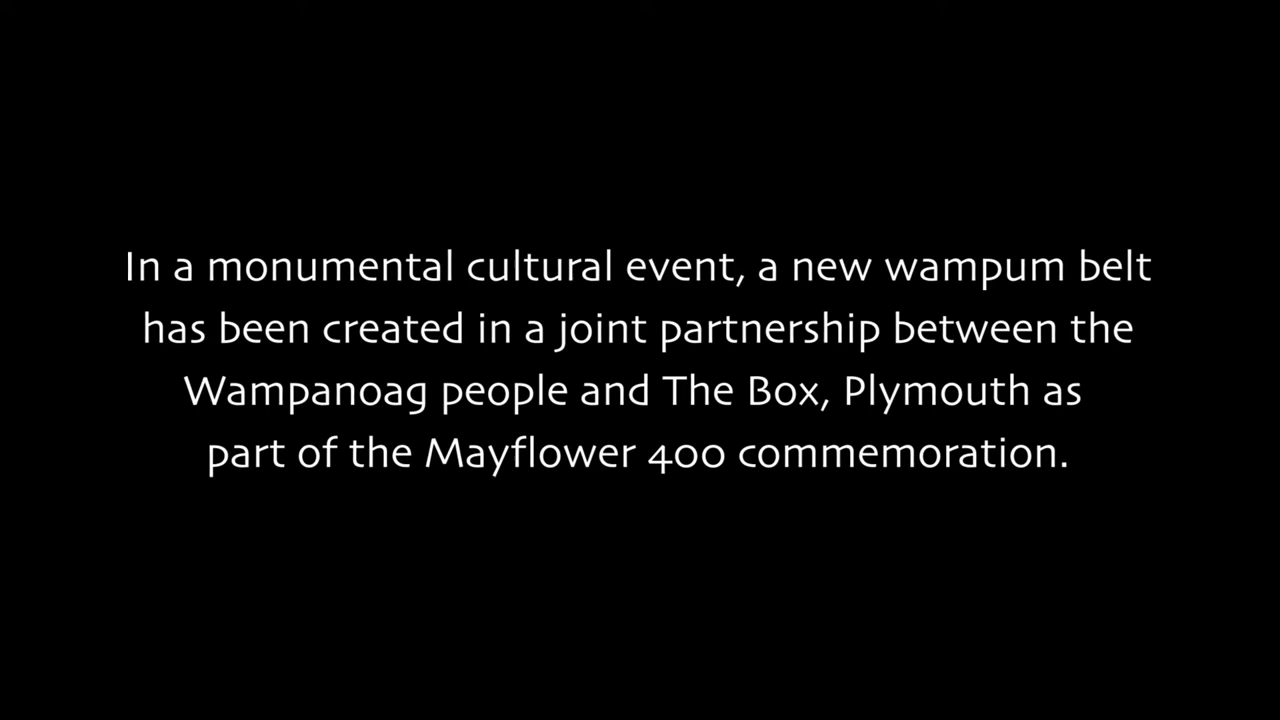 In a monumental cultural event, a new wampum belt
has been created in a joint partnership between the
Wampanoag people and The Box, Plymouth as
part of the Mayflower 400 commemoration.